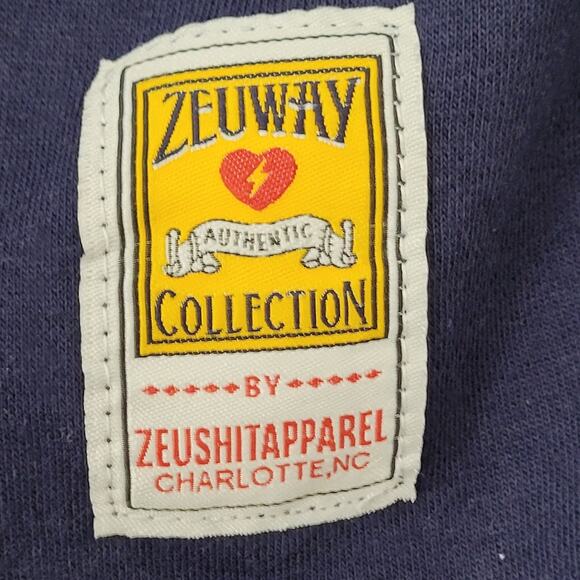 ZEUWAY
AUTHENTIC
COLLECTION
BY
ZEUSHITAPPAREL
CHARLOTTE,NC